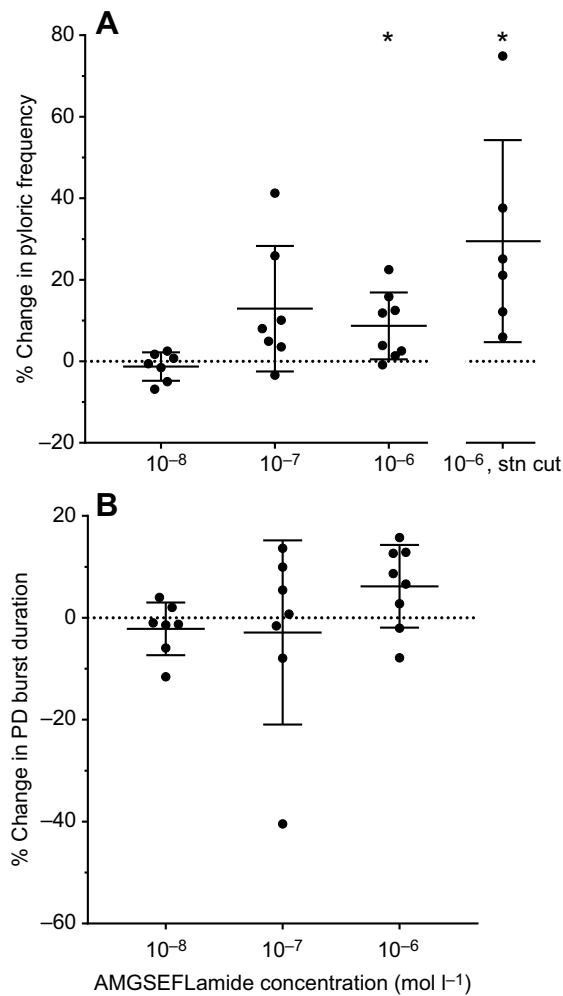 A
% Change in pyloric frequency
80
60
40
20
0
–20
* *
10–8 10–7 10–6 10–6, stn cut
B
% Change in PD burst duration
20
0
–20
–40
–60
10–8 10–7 10–6
AMGSEFLamide concentration (mol l–1)